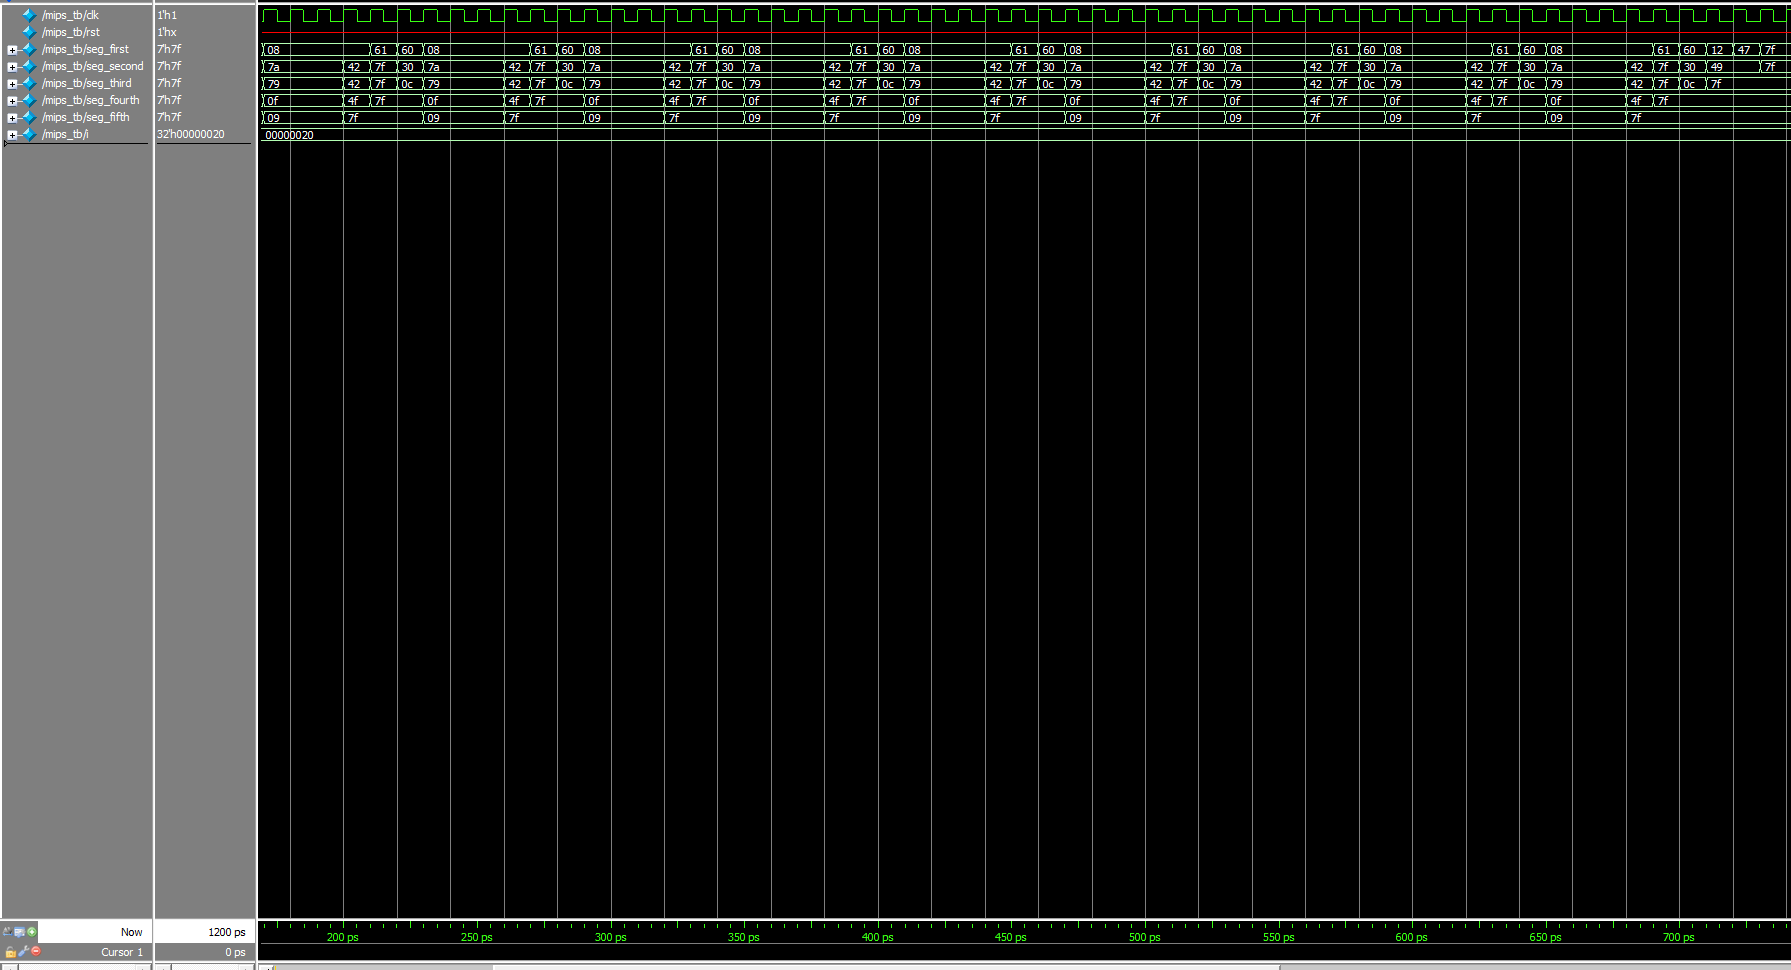 /mips_tb/clk 1'h1
/mips_tb/rst 1'hx
/mips_tb/seg_first 7'h7f 08 61 60 08 61 60 08 61 60 08 61 60 08 61 60 08 61 60 08 61 60 08 61 60 08 61 60 12 47 7f
/mips_tb/seg_second 7'h7f 7a 42 7f 30 7a 42 7f 30 7a 42 7f 30 7a 42 7f 30 7a 42 7f 30 7a 42 7f 30 7a 42 7f 30 7a 42 7f 30 7a 42 7f 30 49 7f
/mips_tb/seg_third 7'h7f 79 42 7f 0c 79 42 7f 0c 79 42 7f 0c 79 42 7f 0c 79 42 7f 0c 79 42 7f 0c 79 42 7f 0c 79 42 7f 0c 79 42 7f 0c 7f
/mips_tb/seg_fourth 7'h7f 0f 4f 7f 0f 4f 7f 0f 4f 7f 0f 4f 7f 0f 4f 7f 0f 4f 7f 0f 4f 7f 0f 4f 7f 0f 4f 7f
/mips_tb/seg_fifth 7'h7f 09 7f 09 7f 09 7f 09 7f 09 7f 09 7f 09 7f 09 7f 09 7f
/mips_tb/i 32'h00000020 00000020
Now 1200 ps 200 ps 250 ps 300 ps 350 ps 400 ps 450 ps 500 ps 550 ps 600 ps 650 ps 700 ps
Cursor 1 0 ps